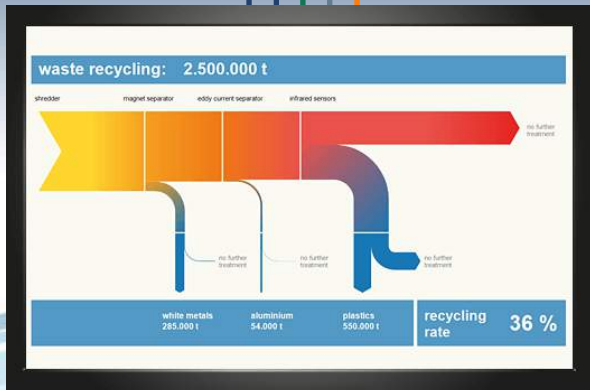 waste recycling: 2.500.000 t
shredder
magnet separator
eddy current separator
infrared sensors
no further
treatment
no further
treatment
no further
treatment
no further
treatment
white metals
285.000 t
aluminium
54.000 t
plastics
550.000 t
recycling
rate
36 %